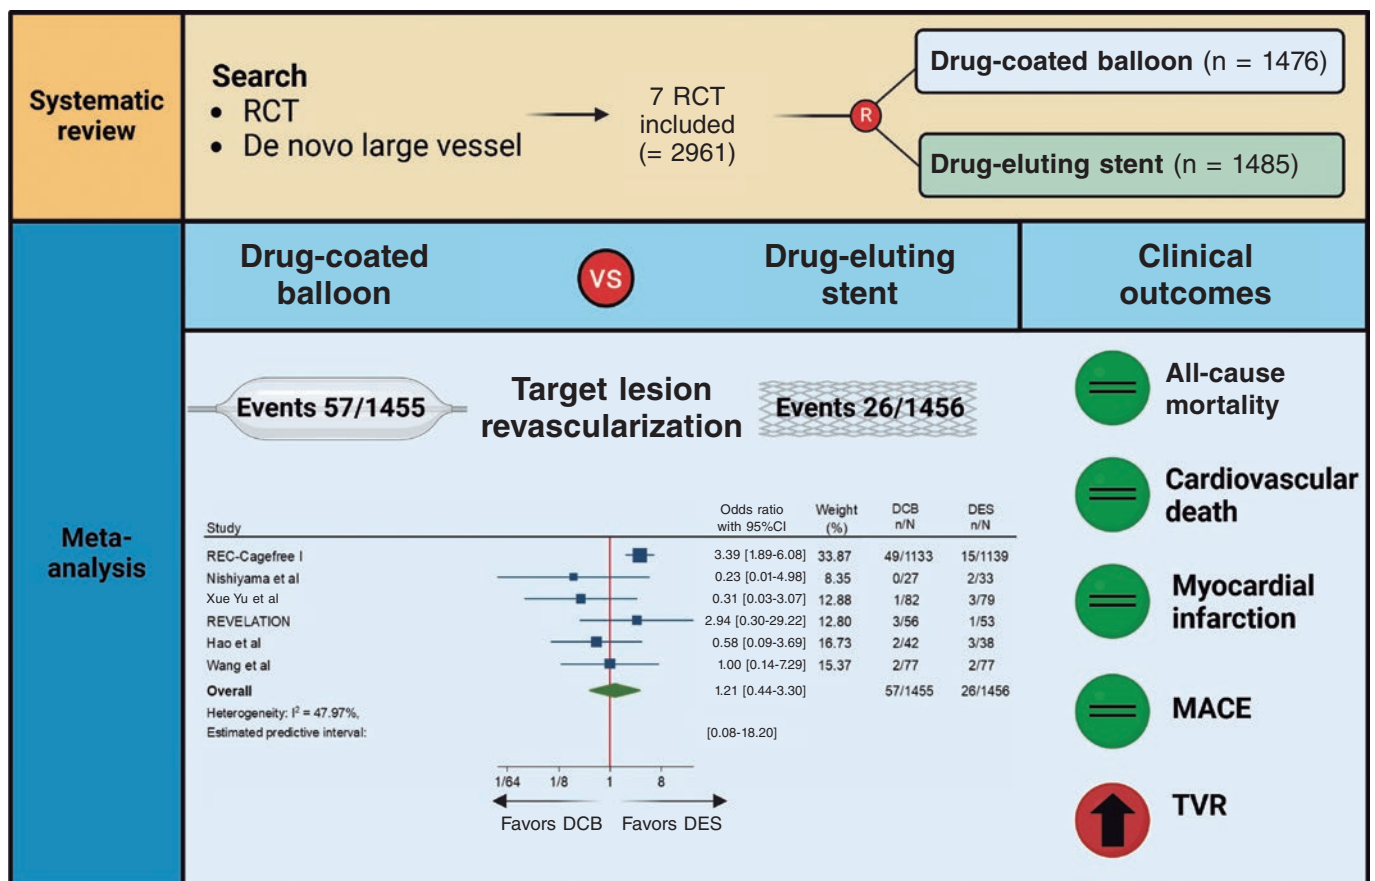 Systematic
review
Search
• RCT
• De novo large vessel
7 RCT
included
(= 2961)
R
Drug-coated balloon (n = 1476)
Drug-eluting stent (n = 1485)
Meta-
analysis
Drug-coated
balloon
VS
Drug-eluting
stent
Clinical
outcomes
Events 57/1455
Target lesion
revascularization
Events 26/1456
Study Odds ratio with 95%CI Weight (%) DCB n/N DES n/N
REC-Cagefree I 3.39 [1.89-6.08] 33.87 49/1133 15/1139
Nishiyama et al 0.23 [0.01-4.98] 8.35 0/27 2/33
Xue Yu et al 0.31 [0.03-3.07] 12.88 1/82 3/79
REVELATION 2.94 [0.30-29.22] 12.80 3/56 1/53
Hao et al 0.58 [0.09-3.69] 16.73 2/42 3/38
Wang et al 1.00 [0.14-7.29] 15.37 2/77 2/77
Overall 1.21 [0.44-3.30] 57/1455 26/1456
Heterogeneity: I² = 47.97%,
Estimated predictive interval: [0.08-18.20]
1/64 1/8 1 8
Favors DCB Favors DES
All-cause
mortality
Cardiovascular
death
Myocardial
infarction
MACE
TVR